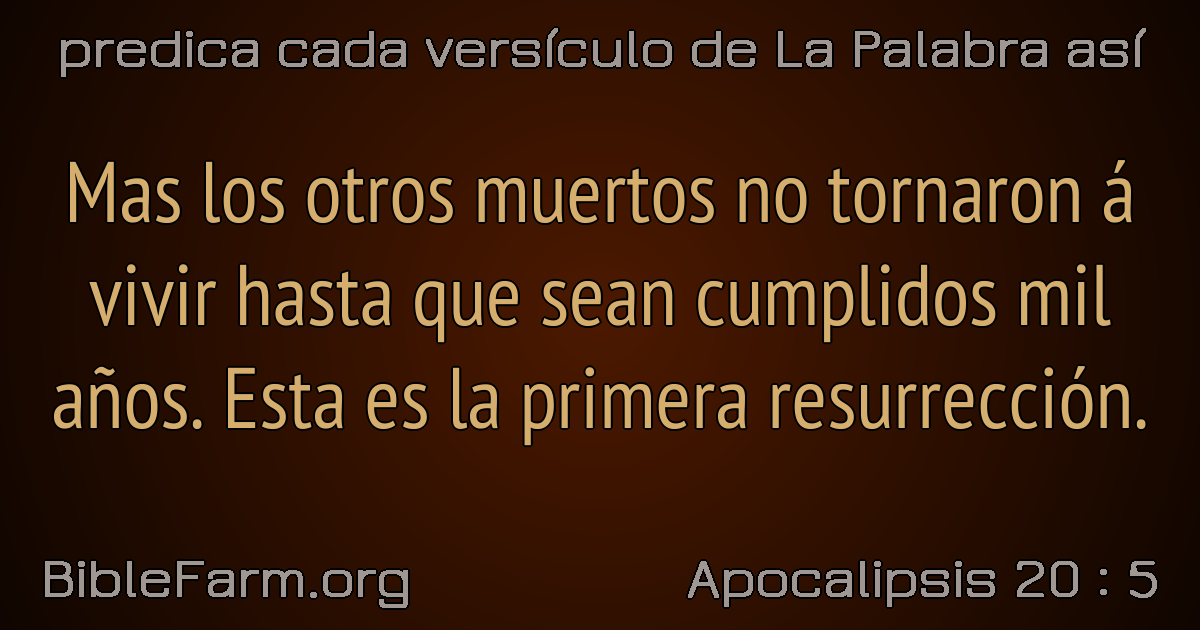 predica cada versículo de La Palabra así
Mas los otros muertos no tornaron á
vivir hasta que sean cumplidos mil
años. Esta es la primera resurrección.
BibleFarm.org
Apocalipsis 20 : 5